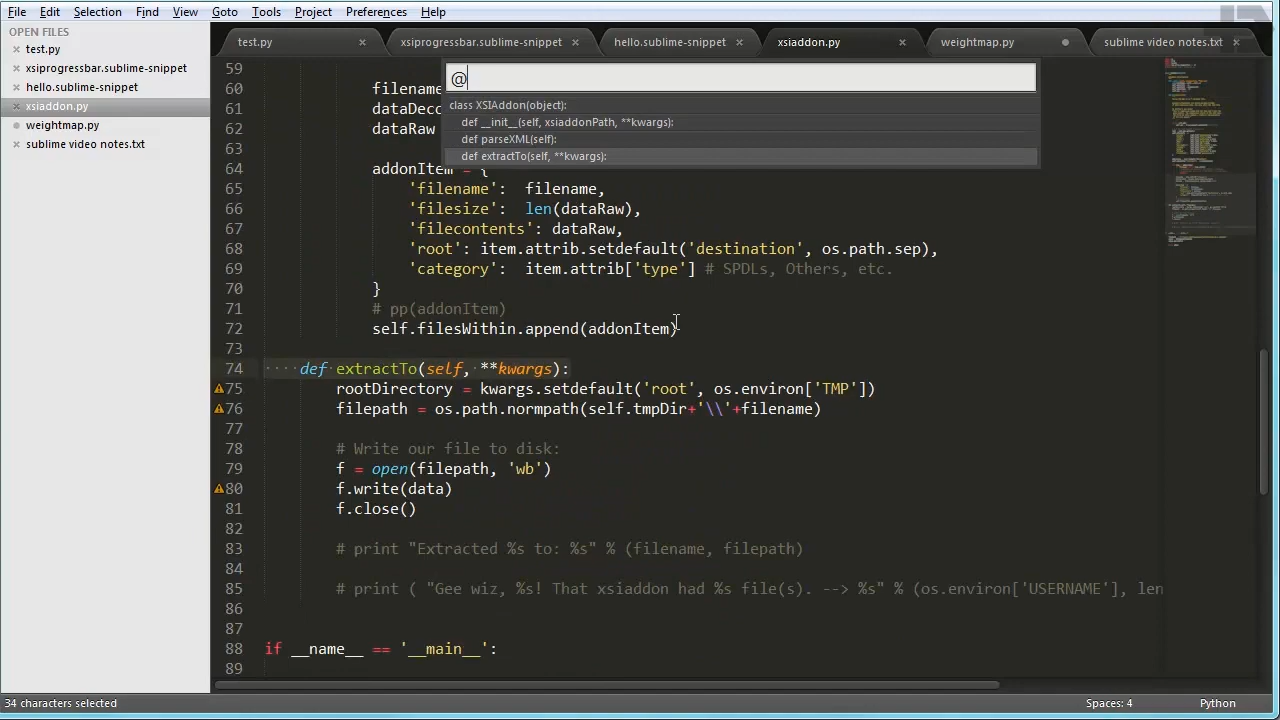 File Edit Selection Find View Goto Tools Project Preferences Help
OPEN FILES
test.py
xsiprogressbar.sublime-snippet
hello.sublime-snippet
xsiaddon.py
weightmap.py
sublime video notes.txt
test.py xsiprogressbar.sublime-snippet hello.sublime-snippet xsiaddon.py weightmap.py sublime video notes.txt
@
class XSIAddon(object):
def __init__(self, xsiaddonPath, **kwargs):
def parseXML(self):
def extractTo(self, **kwargs):
59
60 filename
61 dataDeco
62 dataRaw
63
64 addonItem = {
65 'filename': filename,
66 'filesize': len(dataRaw),
67 'filecontents': dataRaw,
68 'root': item.attrib.setdefault('destination', os.path.sep),
69 'category': item.attrib['type'] # SPDLs, Others, etc.
70 }
71 # pp(addonItem)
72 self.filesWithin.append(addonItem)
73
74 def extractTo(self, **kwargs):
75 rootDirectory = kwargs.setdefault('root', os.environ['TMP'])
76 filepath = os.path.normpath(self.tmpDir+'\\'+filename)
77
78 # Write our file to disk:
79 f = open(filepath, 'wb')
80 f.write(data)
81 f.close()
82
83 # print "Extracted %s to: %s" % (filename, filepath)
84
85 # print ( "Gee wiz, %s! That xsiaddon had %s file(s). --> %s" % (os.environ['USERNAME'], len
86
87
88 if __name__ == '__main__':
89
34 characters selected Spaces: 4 Python